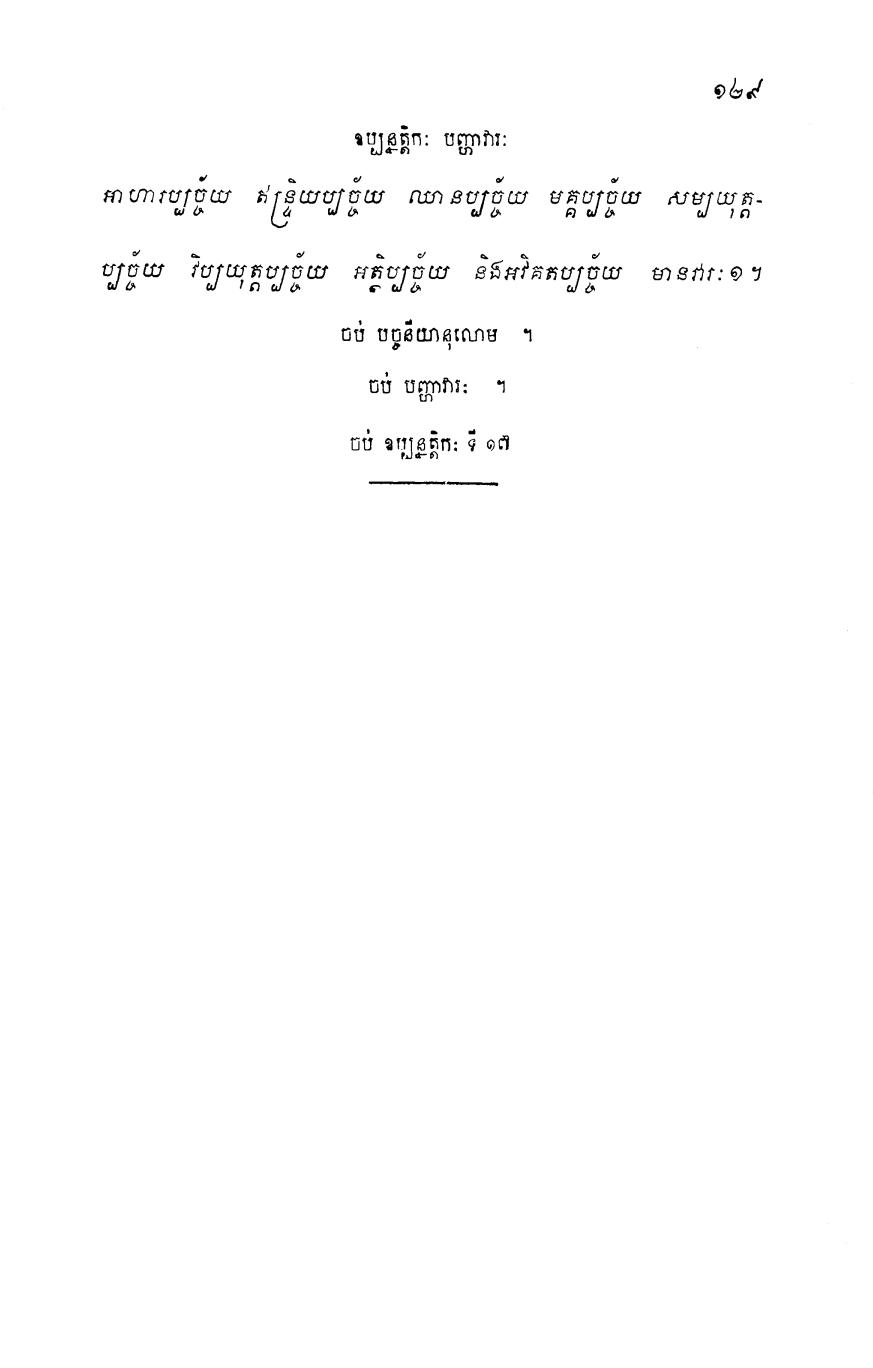 ១២៩
ឧប្បន្នត្តិកៈ បញ្ហាវារៈ
អាហារប្បច្ច័យ ឥន្ទ្រិយប្បច្ច័យ ឈានប្បច្ច័យ មគ្គប្បច្ច័យ សម្បយុត្ត-
ប្បច្ច័យ វិប្បយុត្តប្បច្ច័យ អត្ថិប្បច្ច័យ និងអវិគតប្បច្ច័យ មានវារៈ១។
ចប់ បច្ចនីយានុលោម ។
ចប់ បញ្ហាវារៈ ។
ចប់ ឧប្បន្នត្តិកៈ ទី ១៧